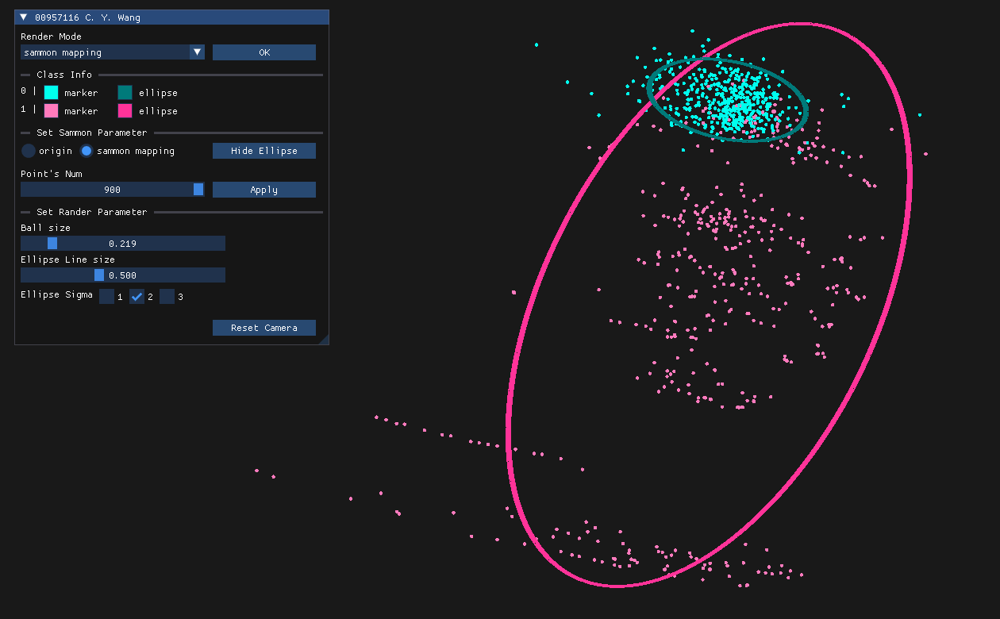 00957116 C. Y. Wang
Render Mode
sammon mapping OK
Class Info
0 | marker ellipse
1 | marker ellipse
Set Sammon Parameter
origin sammon mapping Hide Ellipse
Point's Num
900 Apply
Set Rander Parameter
Ball size
0.219
Ellipse Line size
0.500
Ellipse Sigma 1 2 3
Reset Camera